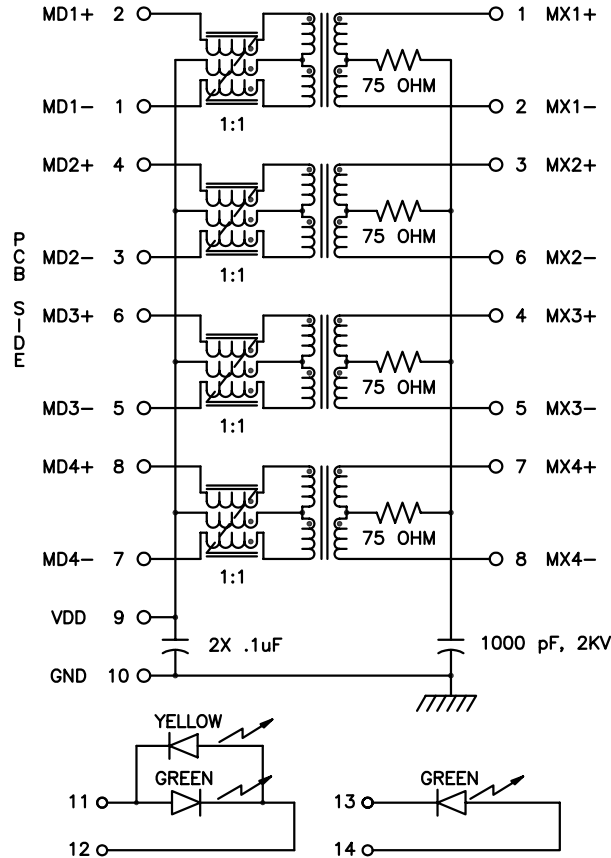 MD1+ 2 1 MX1+
75 OHM
MD1- 1 2 MX1-
1:1
MD2+ 4 3 MX2+
75 OHM
MD2- 3 6 MX2-
1:1
PCB SIDE
MD3+ 6 4 MX3+
75 OHM
MD3- 5 5 MX3-
1:1
MD4+ 8 7 MX4+
75 OHM
MD4- 7 8 MX4-
1:1
VDD 9
2X .1uF 1000 pF, 2KV
GND 10
YELLOW
GREEN GREEN
11 13
12 14